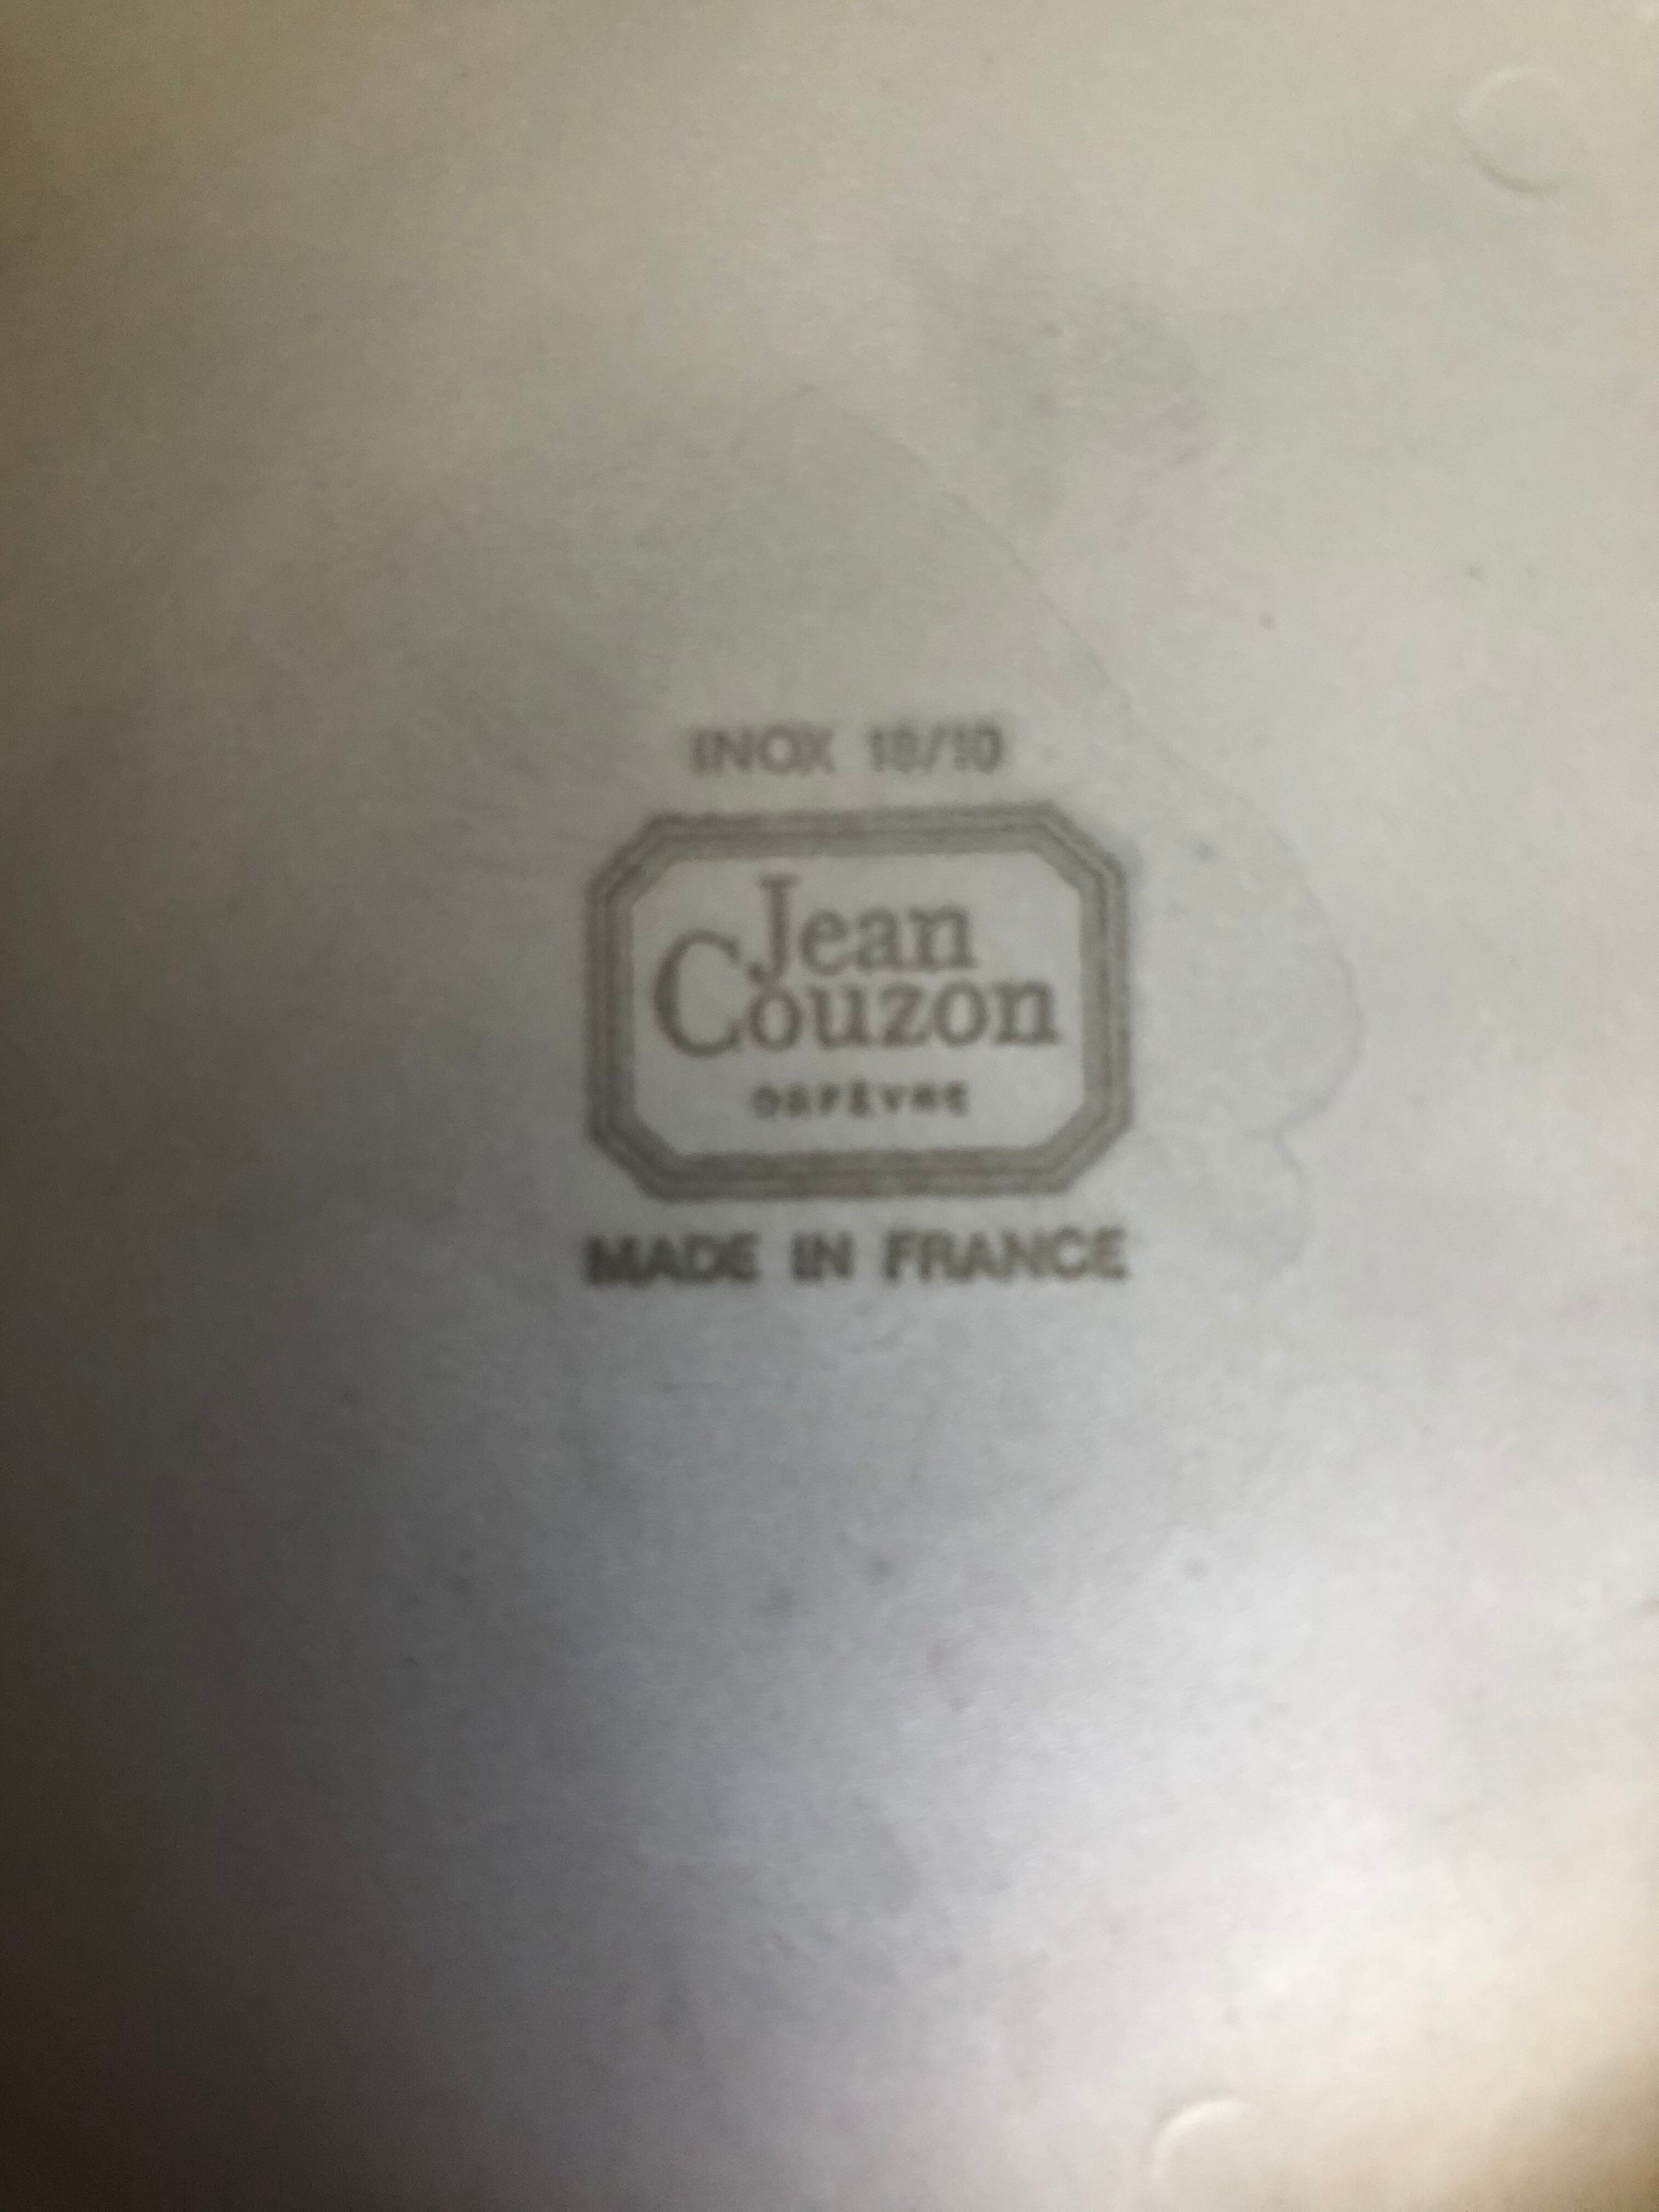 INOX 18/10
Jean
Couzon
ORFÈVRE
MADE IN FRANCE